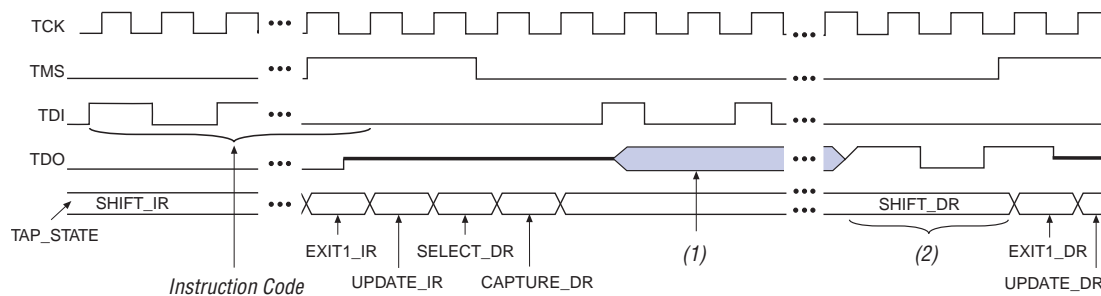 TCK
TMS
TDI
TDO
SHIFT_IR
SHIFT_DR
TAP_STATE
EXIT1_IR
SELECT_DR
(1)
(2)
EXIT1_DR
Instruction Code
UPDATE_IR
CAPTURE_DR
UPDATE_DR